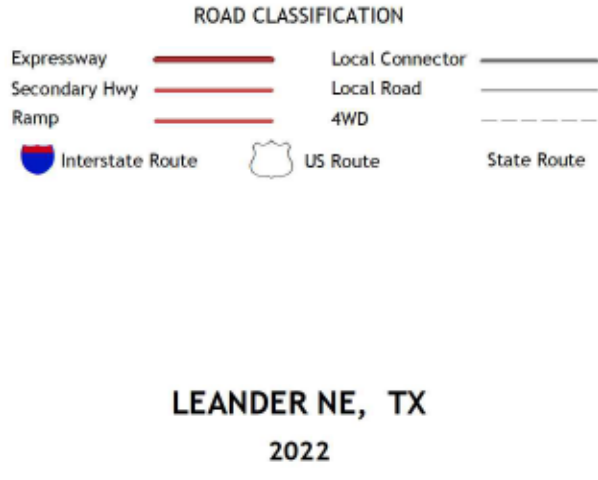 ROAD CLASSIFICATION
Expressway Local Connector
Secondary Hwy Local Road
Ramp 4WD
Interstate Route US Route State Route
LEANDER NE, TX
2022